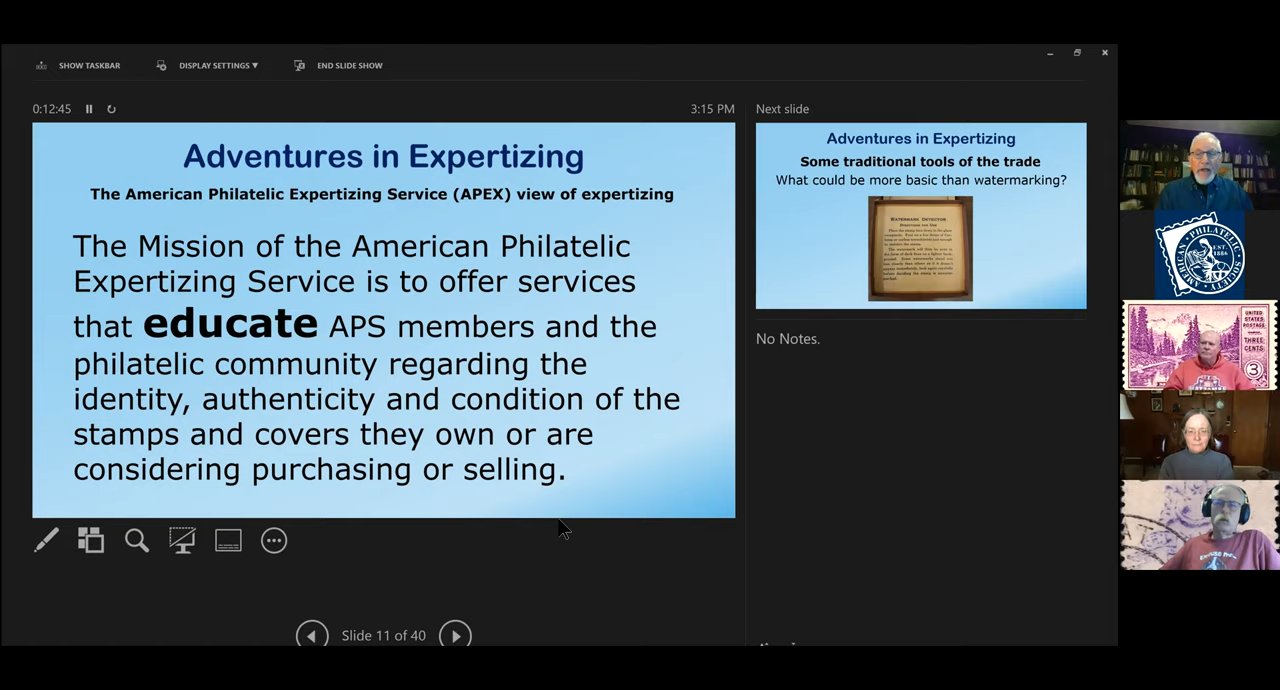 SHOW TASKBAR
DISPLAY SETTINGS ▼
END SLIDE SHOW
0:12:45
3:15 PM
Adventures in Expertizing
The American Philatelic Expertizing Service (APEX) view of expertizing
The Mission of the American Philatelic
Expertizing Service is to offer services
that educate APS members and the
philatelic community regarding the
identity, authenticity and condition of the
stamps and covers they own or are
considering purchasing or selling.
Slide 11 of 40
Next slide
Adventures in Expertizing
Some traditional tools of the trade
What could be more basic than watermarking?
WATERMARK DETECTOR
DIRECTIONS FOR USE
No Notes.
AMERICAN PHILATELIC SOCIETY
EST.
1886
UNITED
STATES
POSTAGE
THREE
CENTS
3